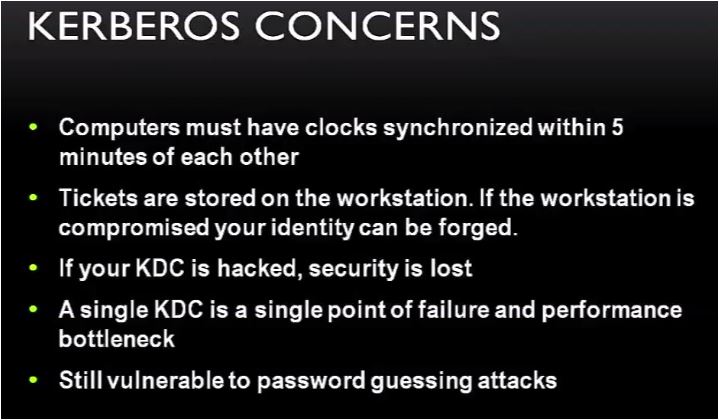 KERBEROS CONCERNS
• Computers must have clocks synchronized within 5
minutes of each other
• Tickets are stored on the workstation. If the workstation is
compromised your identity can be forged.
• If your KDC is hacked, security is lost
• A single KDC is a single point of failure and performance
bottleneck
• Still vulnerable to password guessing attacks